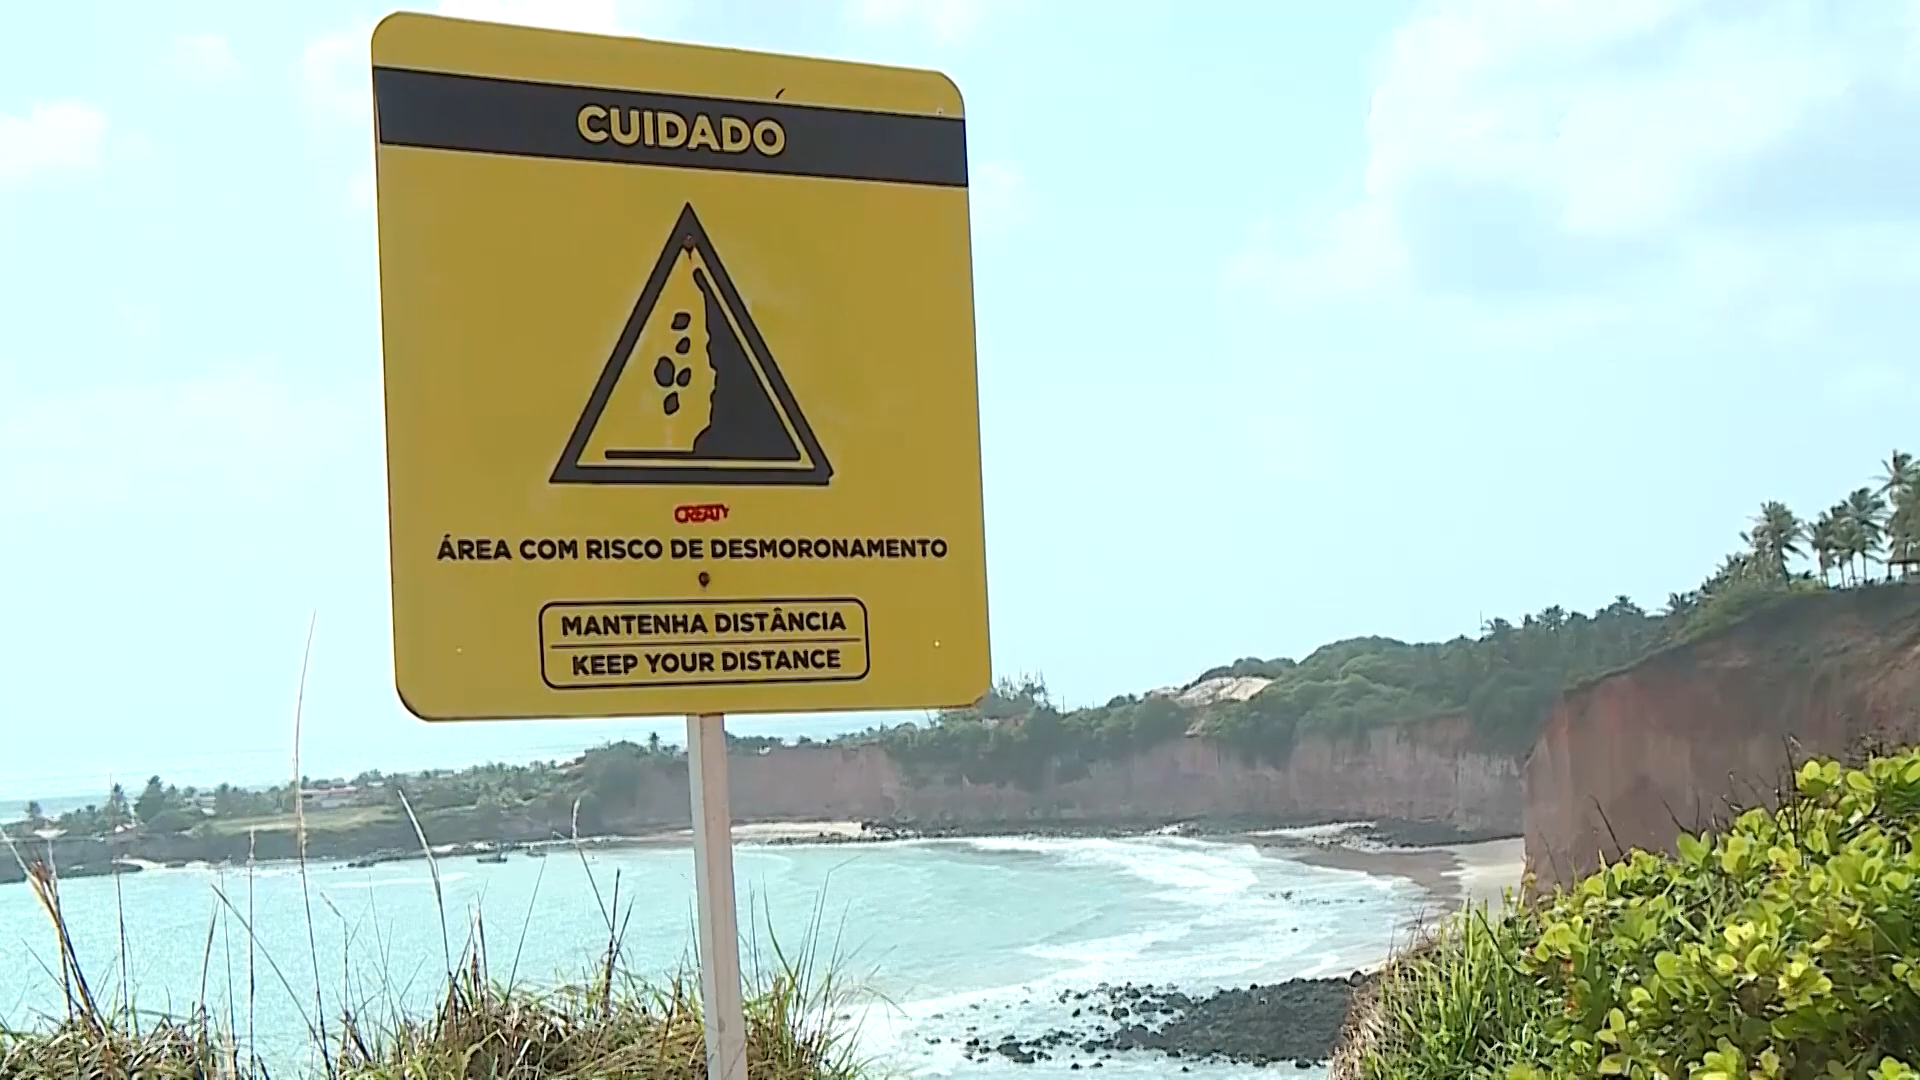 CUIDADO
CREATY
ÁREA COM RISCO DE DESMORONAMENTO
MANTENHA DISTÂNCIA
KEEP YOUR DISTANCE